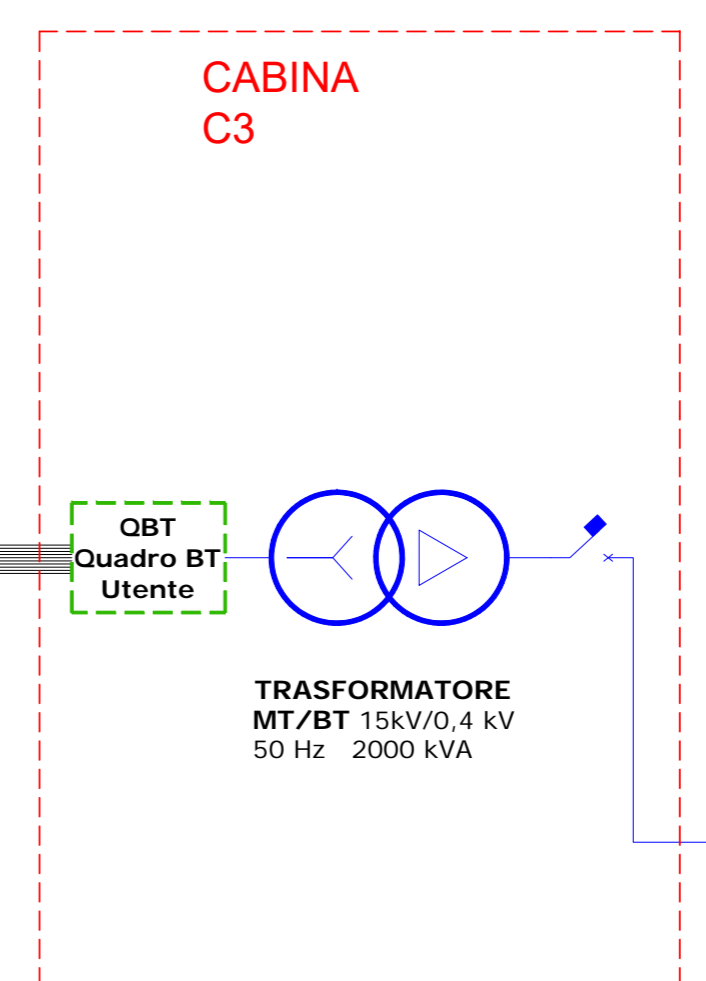 CABINA
C3
QBT
Quadro BT
Utente
TRASFORMATORE
MT/BT 15kV/0,4 kV
50 Hz   2000 kVA